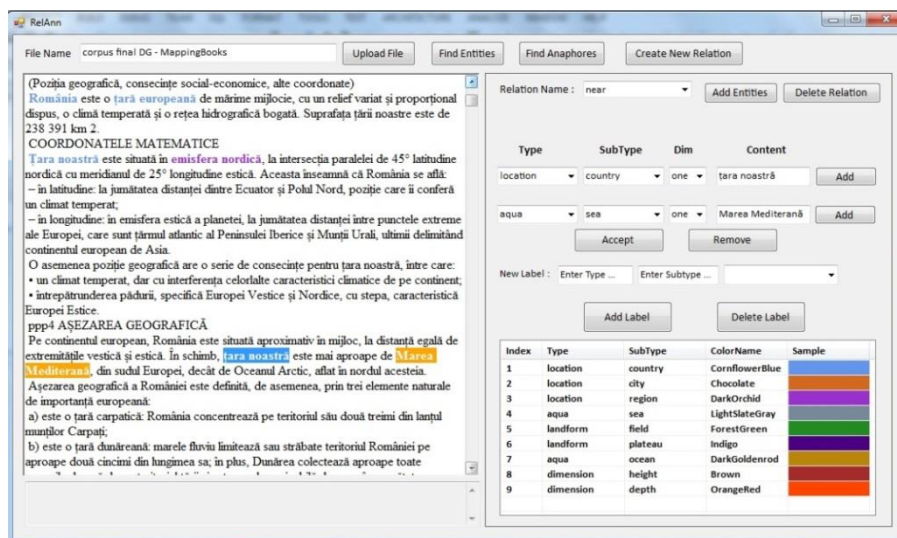 RelAnn
File Name corpus final DG - MappingBooks Upload File Find Entities Find Anaphores Create New Relation
(Poziția geografică, consecințe social-economice, alte coordonate)
România este o țară europeană de mărime mijlocie, cu un relief variat și proporțional
dispus, o climă temperată și o rețea hidrografică bogată. Suprafața țării noastre este de
238 391 km 2.
COORDONATELE MATEMATICE
Țara noastră este situată in emisfera nordică, la intersecția paralelei de 45° latitudine
nordică cu meridianul de 25° longitudine estică. Aceasta inseamnă că România se află:
– in latitudine: la jumătatea distanței dintre Ecuator și Polul Nord, poziție care ii conferă
un climat temperat;
– in longitudine: in emisfera estică a planetei, la jumătatea distanței intre punctele extreme
ale Europei, care sunt țărmul atlantic al Peninsulei Iberice și Munții Urali, ultimii delimitând
continentul european de Asia.
O asemenea poziție geografică are o serie de consecințe pentru țara noastră, intre care:
• un climat temperat, dar cu interferența celorlalte caracteristici climatice de pe continent;
• intrepătrunderea pădurii, specifică Europei Vestice și Nordice, cu stepa, caracteristică
Europei Estice.
ppp4 AȘEZAREA GEOGRAFICĂ
Pe continentul european, România este situată aproximativ in mijloc, la distanță egală de
extremitățile vestică și estică. În schimb, țara noastră este mai aproape de Marea
Mediterană, din sudul Europei, decât de Oceanul Arctic, aflat in nordul acesteia.
Așezarea geografică a României este definită, de asemenea, prin trei elemente naturale
de importanță europeană:
a) este o țară carpatică: România concentrează pe teritoriul său două treimi din lanțul
munților Carpați;
b) este o țară dunăreană: marele fluviu limitează sau străbate teritoriul României pe
aproape două cincimi din lungimea sa; in plus, Dunărea colectează aproape toate
Relation Name : near Add Entities Delete Relation
Type SubType Dim Content
location country one țara noastră Add
aqua sea one Marea Mediterană Add
Accept Remove
New Label : Enter Type ... Enter Subtype ...
Add Label Delete Label
Index Type SubType ColorName Sample
1 location country CornflowerBlue
2 location city Chocolate
3 location region DarkOrchid
4 aqua sea LightSlateGray
5 landform field ForestGreen
6 landform plateau Indigo
7 aqua ocean DarkGoldenrod
8 dimension height Brown
9 dimension depth OrangeRed